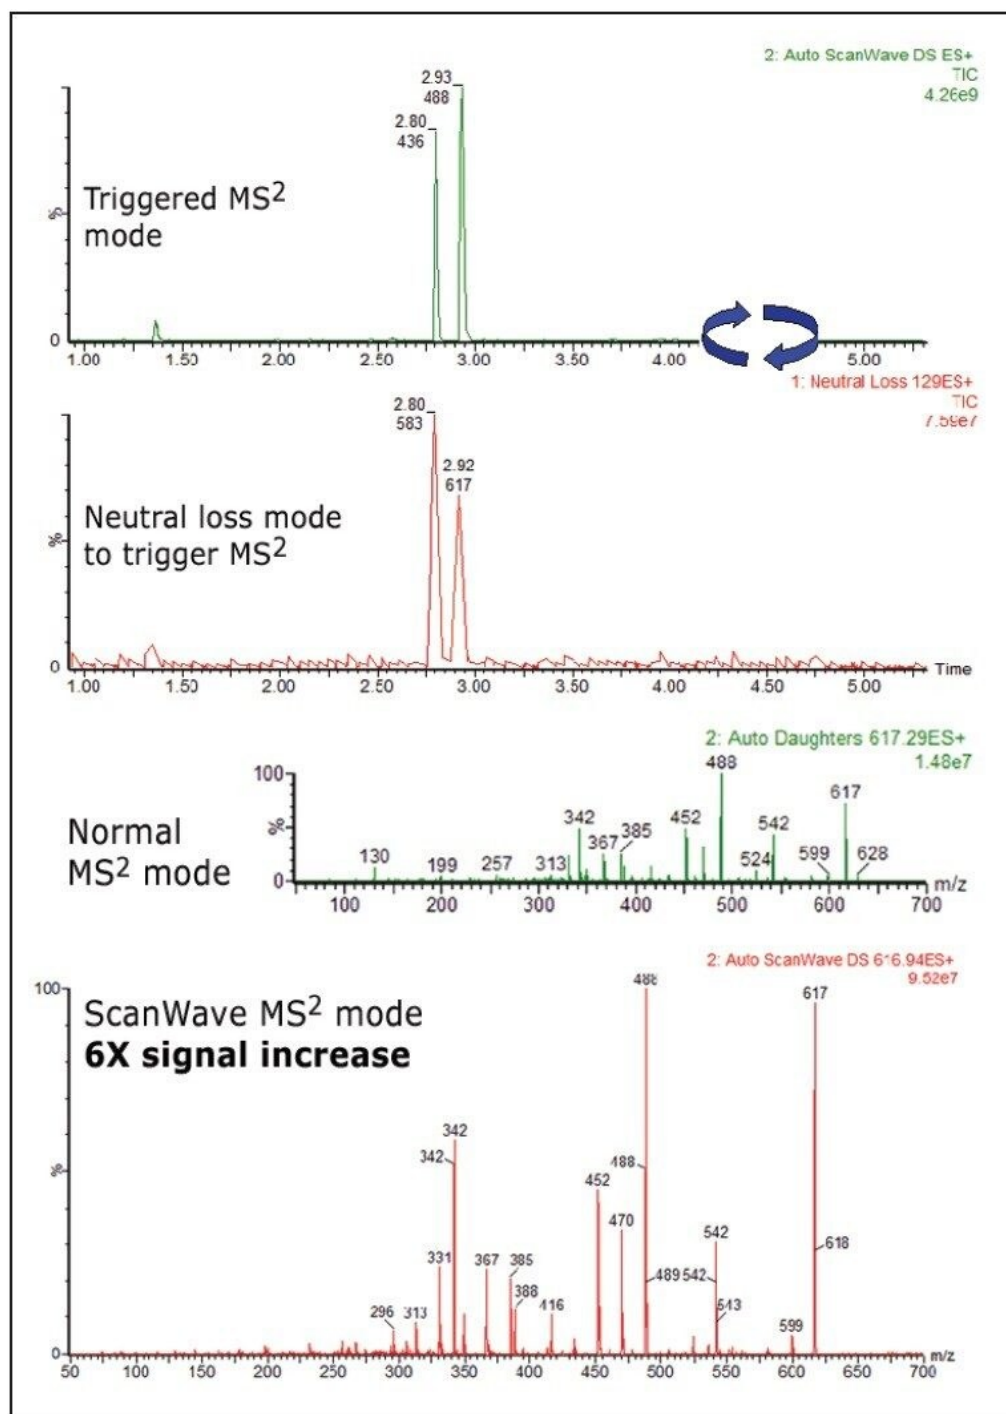 2: Auto ScanWave DS ES+
TIC
4.26e9
2.93
488
2.80
436
Triggered MS2
mode
%
0
1.00 1.50 2.00 2.50 3.00 3.50 4.00 5.00
1: Neutral Loss 129ES+
TIC
7.59e7
2.80
583
2.92
617
Neutral loss mode
to trigger MS2
%
0
Time
1.00 1.50 2.00 2.50 3.00 3.50 4.00 4.50 5.00
2: Auto Daughters 617.29ES+
1.48e7
Normal
MS2 mode
100
%
0
130 199 257 313 342 367 385 452 488 524 542 599 617 628
m/z
100 200 300 400 500 600 700
2: Auto ScanWave DS 616.94ES+
9.52e7
ScanWave MS2 mode
6X signal increase
100
%
0
296 313 331 342 342 367 385 388 416 452 470 488 488 489 542 542 543 599 617 618
m/z
50 100 150 200 250 300 350 400 450 500 550 600 650 700